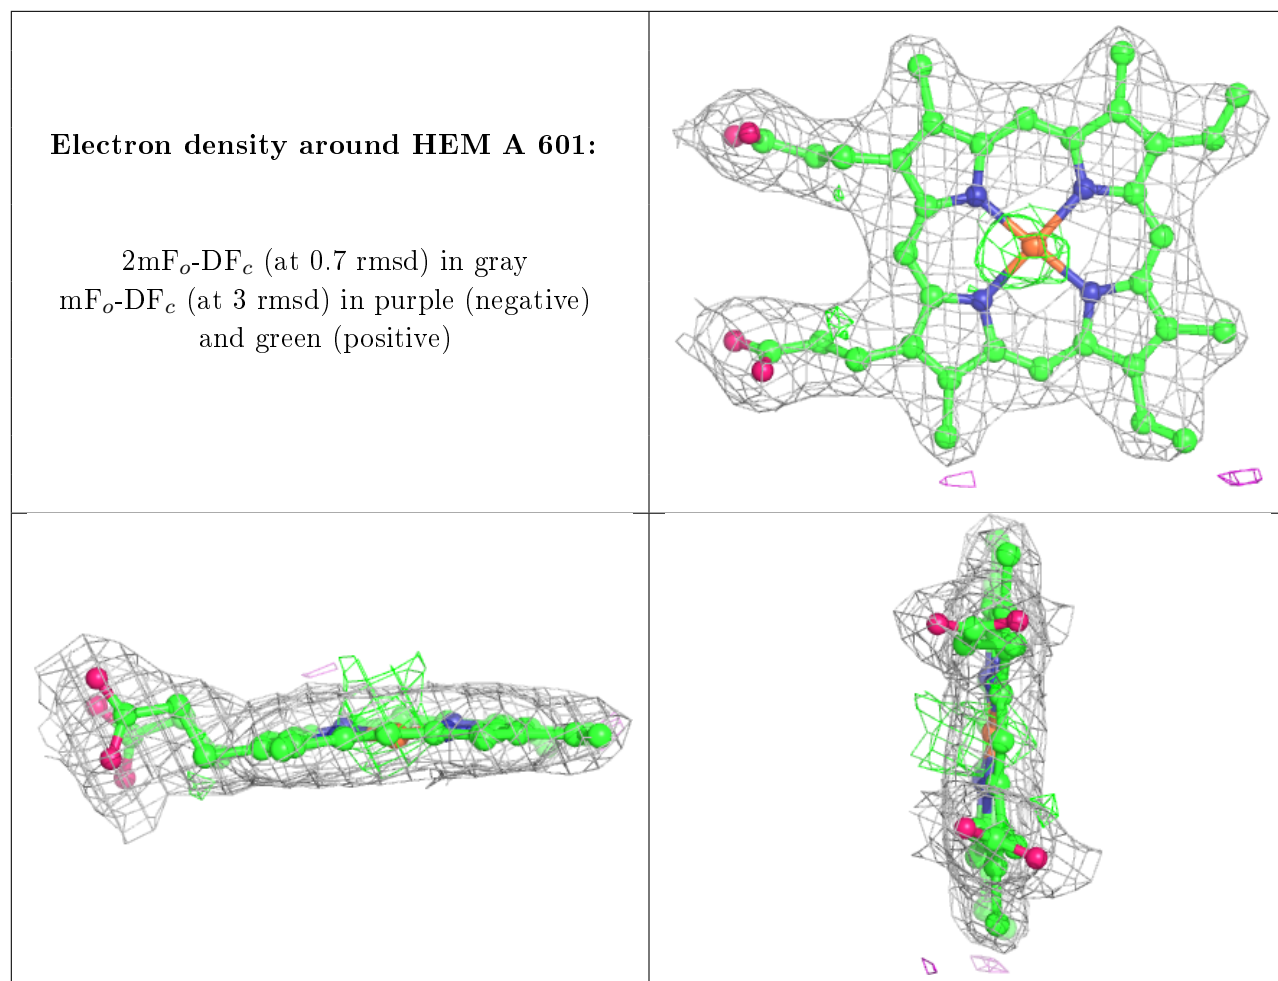 Electron density around HEM A 601:
2mFₒ-DF𝒸 (at 0.7 rmsd) in gray
mFₒ-DF𝒸 (at 3 rmsd) in purple (negative)
and green (positive)